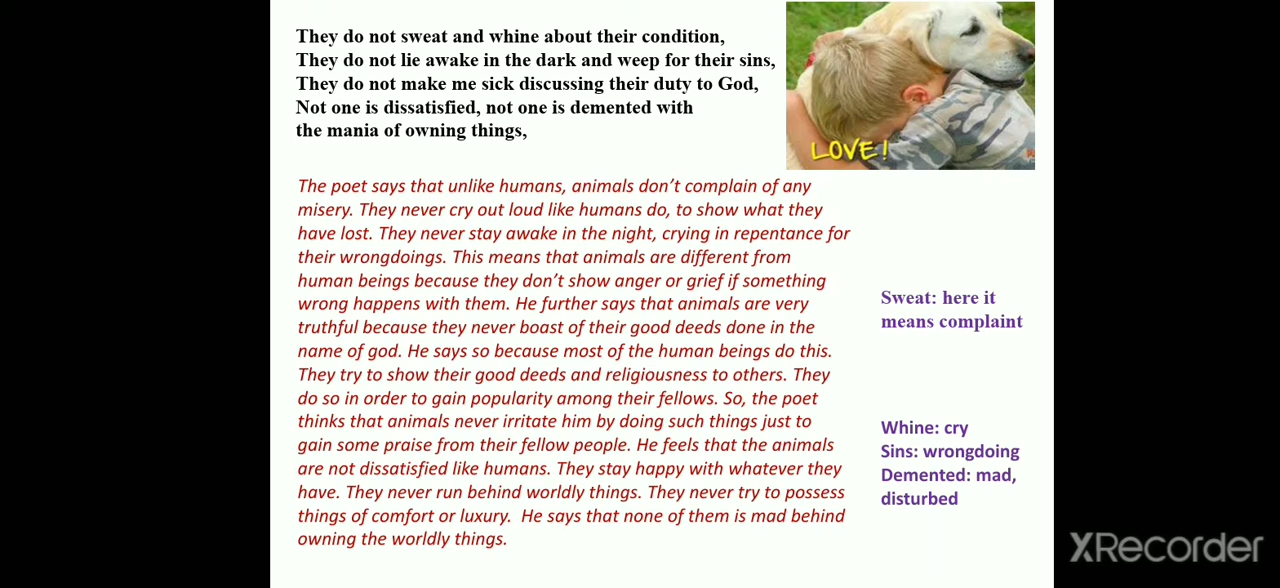 They do not sweat and whine about their condition,
They do not lie awake in the dark and weep for their sins,
They do not make me sick discussing their duty to God,
Not one is dissatisfied, not one is demented with
the mania of owning things,
LOVE!
The poet says that unlike humans, animals don’t complain of any
misery. They never cry out loud like humans do, to show what they
have lost. They never stay awake in the night, crying in repentance for
their wrongdoings. This means that animals are different from
human beings because they don’t show anger or grief if something
wrong happens with them. He further says that animals are very
truthful because they never boast of their good deeds done in the
name of god. He says so because most of the human beings do this.
They try to show their good deeds and religiousness to others. They
do so in order to gain popularity among their fellows. So, the poet
thinks that animals never irritate him by doing such things just to
gain some praise from their fellow people. He feels that the animals
are not dissatisfied like humans. They stay happy with whatever they
have. They never run behind worldly things. They never try to possess
things of comfort or luxury.  He says that none of them is mad behind
owning the worldly things.
Sweat: here it
means complaint
Whine: cry
Sins: wrongdoing
Demented: mad,
disturbed
XRecorder